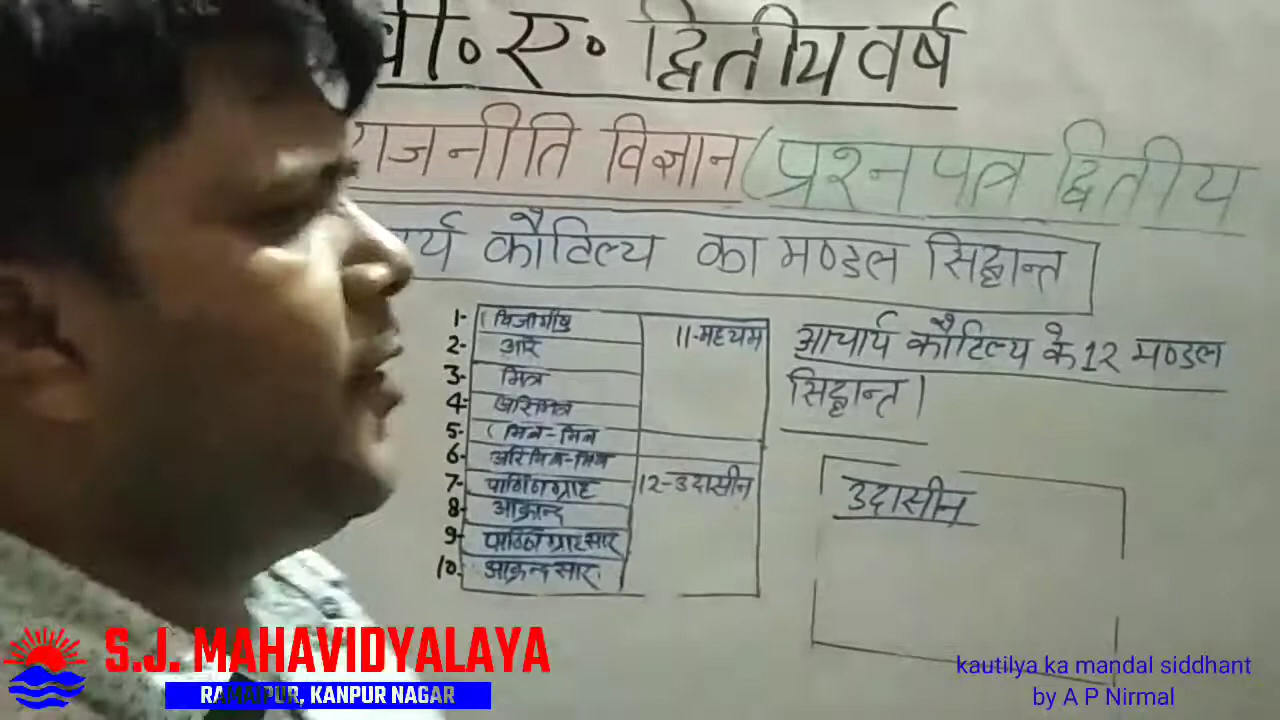 बी. ए. द्वितीय वर्ष
राजनीति विज्ञान (प्रश्न पत्र द्वितीय
र्य कौटिल्य का मण्डल सिद्धान्त
1- विजीगीषु
2- अरि
3- मित्र
4- अरिमित्र
5- मित्र-मित्र
6- अरिमित्र-मित्र
7- पार्ष्णिग्राह
8- आक्रान्द
9- पार्ष्णिग्राहसार
10- आक्रन्दसार
11-मध्यम
12-उदासीन
आचार्य कौटिल्य के 12 मण्डल
सिद्धान्त।
उदासीन
S.J. MAHAVIDYALAYA
RAMAIPUR, KANPUR NAGAR
kautilya ka mandal siddhant
by A P Nirmal